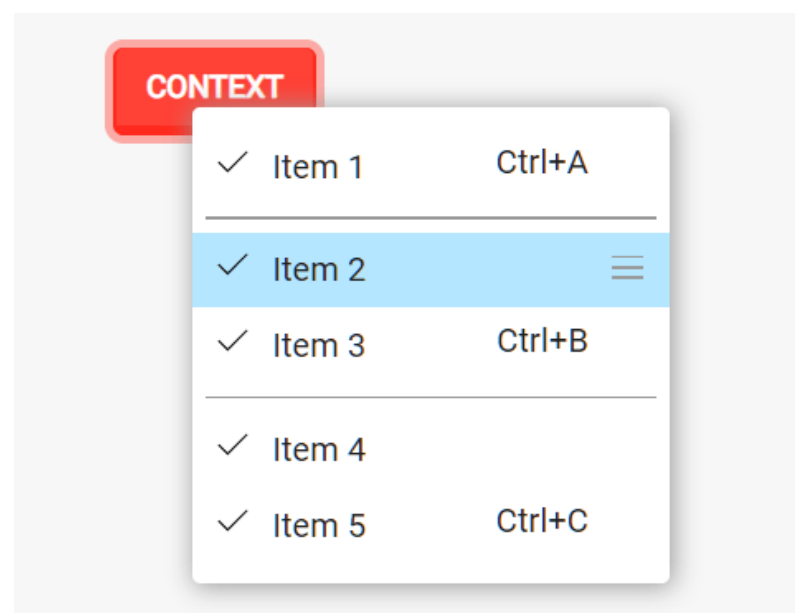 CONTEXT
Item 1 Ctrl+A
Item 2
Item 3 Ctrl+B
Item 4
Item 5 Ctrl+C